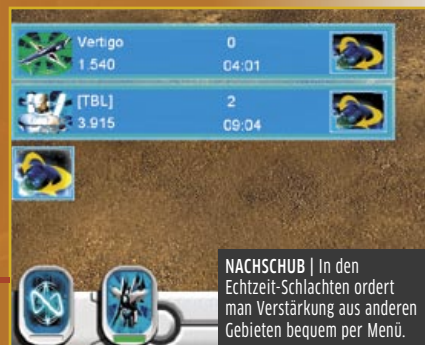 Vertigo 0
1.540 04:01
[TBL] 2
3.915 09:04
NACHSCHUB | In den
Echtzeit-Schlachten ordert
man Verstärkung aus anderen
Gebieten bequem per Menü.